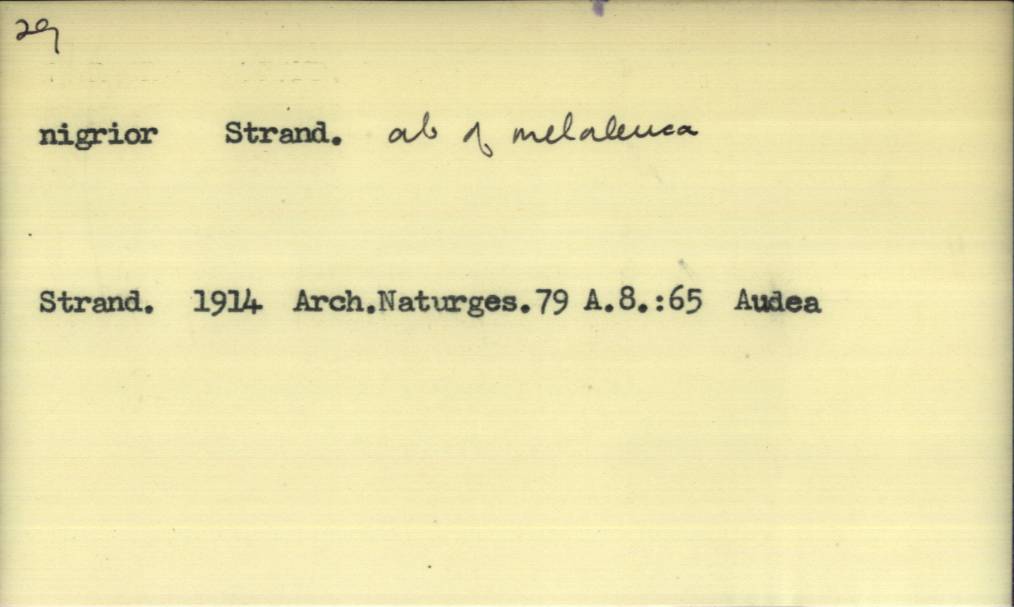 29
nigrior Strand. ab of melaleuca
Strand. 1914 Arch.Naturges.79 A.8.:65 Audea